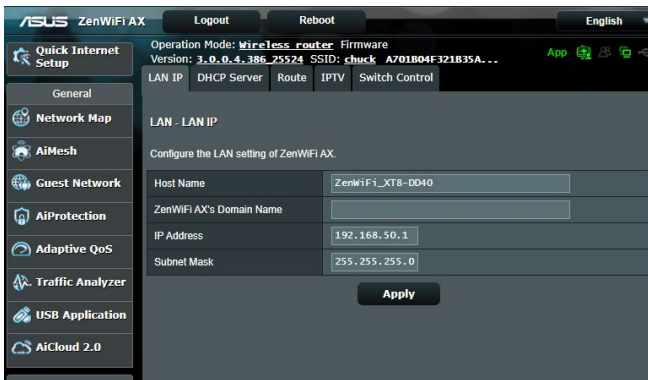 ASUS ZenWiFi AX Logout Reboot English
Quick Internet Setup
Operation Mode: Wireless router Firmware
Version: 3.0.0.4.386_25524 SSID: chuck A701B04F321B35A...
App
LAN IP DHCP Server Route IPTV Switch Control
General
Network Map
AiMesh
Guest Network
AiProtection
Adaptive QoS
Traffic Analyzer
USB Application
AiCloud 2.0
LAN - LAN IP
Configure the LAN setting of ZenWiFi AX.
Host Name ZenWiFi_XT8-DD40
ZenWiFi AX's Domain Name
IP Address 192.168.50.1
Subnet Mask 255.255.255.0
Apply